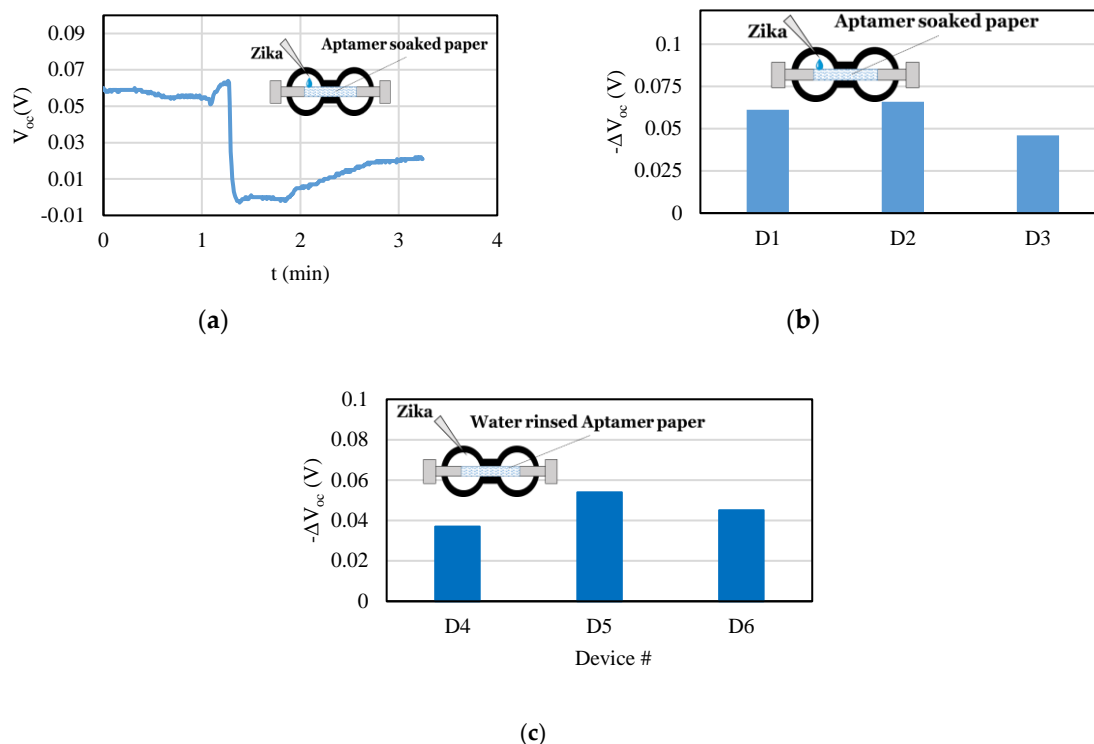 0.09
0.07
0.05
0.03
0.01
-0.01
V_oc(V)
Zika
Aptamer soaked paper
0
1
2
3
4
t (min)
(a)
0.1
0.075
0.05
0.025
0
-ΔV_oc (V)
Zika
Aptamer soaked paper
D1
D2
D3
(b)
0.1
0.08
0.06
0.04
0.02
0
-ΔV_oc (V)
Zika
Water rinsed Aptamer paper
D4
D5
D6
Device #
(c)